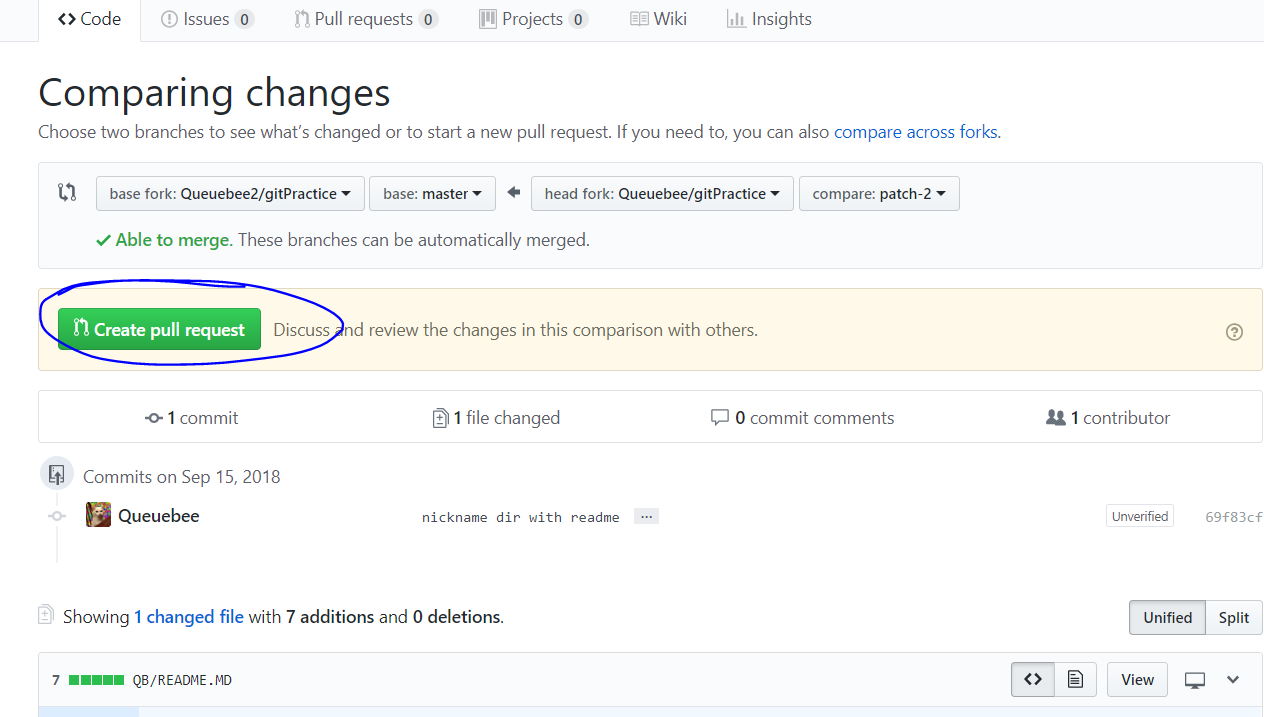 Code Issues 0 Pull requests 0 Projects 0 Wiki Insights
Comparing changes
Choose two branches to see what’s changed or to start a new pull request. If you need to, you can also compare across forks.
base fork: Queuebee2/gitPractice base: master head fork: Queuebee/gitPractice compare: patch-2
Able to merge. These branches can be automatically merged.
Create pull request Discuss and review the changes in this comparison with others.
1 commit 1 file changed 0 commit comments 1 contributor
Commits on Sep 15, 2018
Queuebee nickname dir with readme ... Unverified 69f83cf
Showing 1 changed file with 7 additions and 0 deletions. Unified Split
7 QB/README.MD View